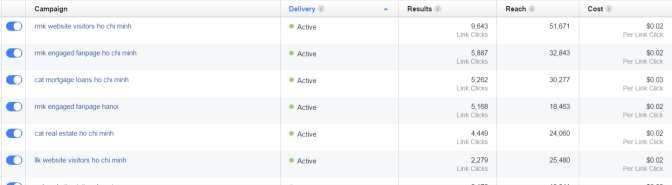 Campaign Delivery Results Reach Cost
rmk website visitors ho chi minh Active 9,643 51,671 $0.02
Link Clicks Per Link Click
rmk engaged fanpage ho chi minh Active 5,887 32,843 $0.02
Link Clicks Per Link Click
cat mortgage loans ho chi minh Active 5,262 30,277 $0.03
Link Clicks Per Link Click
rmk engaged fanpage hanoi Active 5,168 18,463 $0.02
Link Clicks Per Link Click
cat real estate ho chi minh Active 4,449 24,060 $0.02
Link Clicks Per Link Click
llk website visitors ho chi minh Active 2,279 25,480 $0.02
Link Clicks Per Link Click